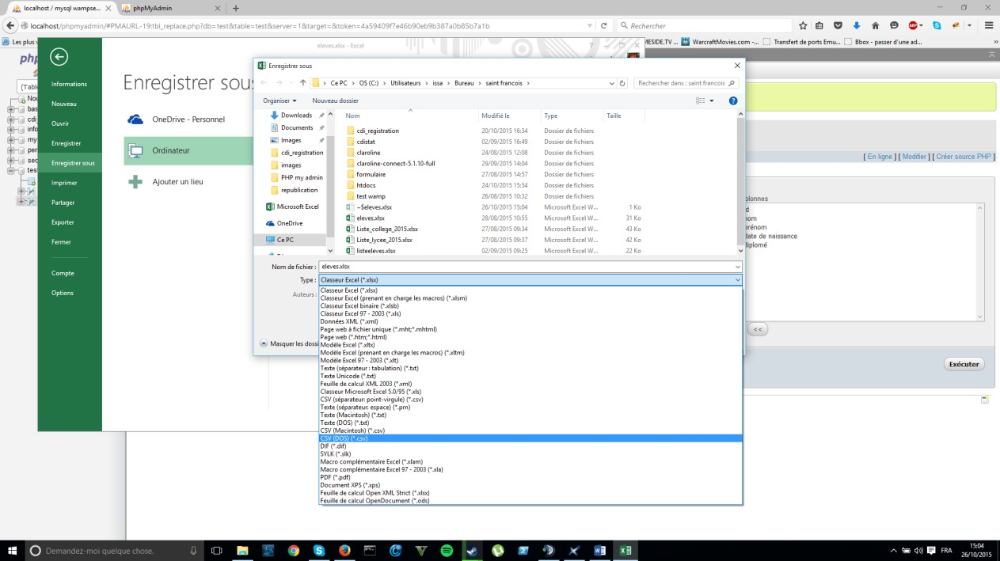 localhost / mysql wampse...
phpMyAdmin
localhost/phpmyadmin/#PMAURL-19:tbl_replace.php?db=test&table=test&server=1&target=&token=4a59409f7e46b90eb9b387a0b85b7a1b
Rechercher
Les plus v
MESIDE.TV ...
WarcraftMovies.com -...
Transfert de ports Emu...
Bbox - passer d'une ad...
eleves.xlsx - Excel
php
(Table
Nou
bas
cdi_
info
my
per
sec
tes
Informations
Nouveau
Ouvrir
Enregistrer
Enregistrer sous
Imprimer
Partager
Exporter
Fermer
Compte
Options
Enregistrer sous
OneDrive - Personnel
Ordinateur
Ajouter un lieu
Enregistrer sous
Ce PC
OS (C:)
Utilisateurs
issa
Bureau
saint francois
Rechercher dans : saint francois
Organiser
Nouveau dossier
Downloads
Documents
Images
cdi_registration
images
PHP my admin
republication
Microsoft Excel
OneDrive
Ce PC
Nom Modifié le Type Taille
cdi_registration 20/10/2015 16:34 Dossier de fichiers
cdistat 02/09/2015 16:49 Dossier de fichiers
claroline 24/08/2015 12:08 Dossier de fichiers
claroline-connect-5.1.10-full 29/09/2015 14:04 Dossier de fichiers
formulaire 27/08/2015 14:57 Dossier de fichiers
htdocs 24/10/2015 15:54 Dossier de fichiers
test wamp 26/08/2015 10:32 Dossier de fichiers
~$eleves.xlsx 26/10/2015 15:04 Microsoft Excel W... 1 Ko
eleves.xlsx 28/08/2015 10:55 Microsoft Excel W... 31 Ko
Liste_college_2015.xlsx 27/08/2015 09:34 Microsoft Excel W... 43 Ko
Liste_lycee_2015.xlsx 27/08/2015 09:37 Microsoft Excel W... 42 Ko
listeeleves.xlsx 02/09/2015 09:25 Microsoft Excel W... 22 Ko
Nom de fichier : eleves.xlsx
Type : Classeur Excel (*.xlsx)
Auteurs :
Masquer les dossi
Classeur Excel (*.xlsx)
Classeur Excel (prenant en charge les macros) (*.xlsm)
Classeur Excel binaire (*.xlsb)
Classeur Excel 97 - 2003 (*.xls)
Données XML (*.xml)
Page web à fichier unique (*.mht;*.mhtml)
Page web (*.htm;*.html)
Modèle Excel (*.xltx)
Modèle Excel (prenant en charge les macros) (*.xltm)
Modèle Excel 97 - 2003 (*.xlt)
Texte (séparateur : tabulation) (*.txt)
Texte Unicode (*.txt)
Feuille de calcul XML 2003 (*.xml)
Classeur Microsoft Excel 5.0/95 (*.xls)
CSV (séparateur: point-virgule) (*.csv)
Texte (séparateur: espace) (*.prn)
Texte (Macintosh) (*.txt)
Texte (DOS) (*.txt)
CSV (Macintosh) (*.csv)
CSV (DOS) (*.csv)
DIF (*.dif)
SYLK (*.slk)
Macro complémentaire Excel (*.xlam)
Macro complémentaire Excel 97 - 2003 (*.xla)
PDF (*.pdf)
Document XPS (*.xps)
Feuille de calcul Open XML Strict (*.xlsx)
Feuille de calcul OpenDocument (*.ods)
[ En ligne ] [ Modifier ] [ Créer source PHP ]
olonnes
d
nom
prénom
date de naissance
diplomé
<<
Exécuter
Demandez-moi quelque chose.
FRA
15:04
26/10/2015